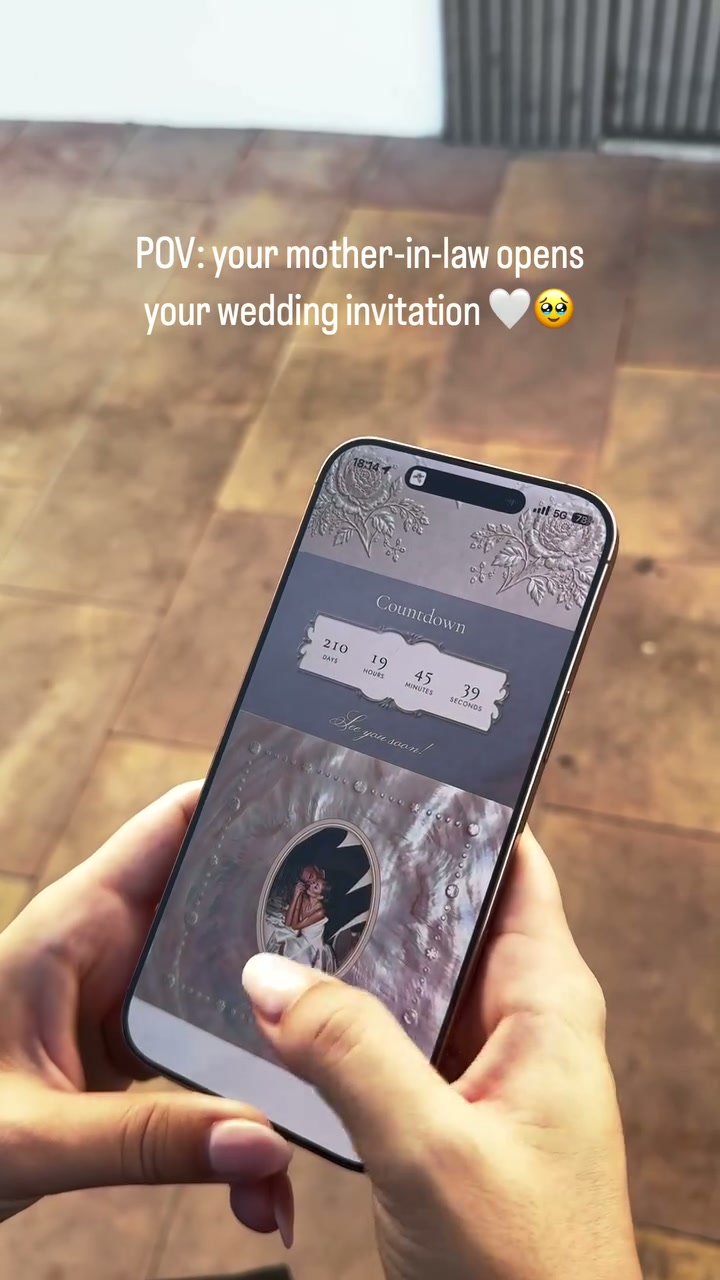 POV: your mother-in-law opens
your wedding invitation 🤍🥹
18:14
5G 78
Countdown
210 19 45 39
DAYS HOURS MINUTES SECONDS
See you soon!